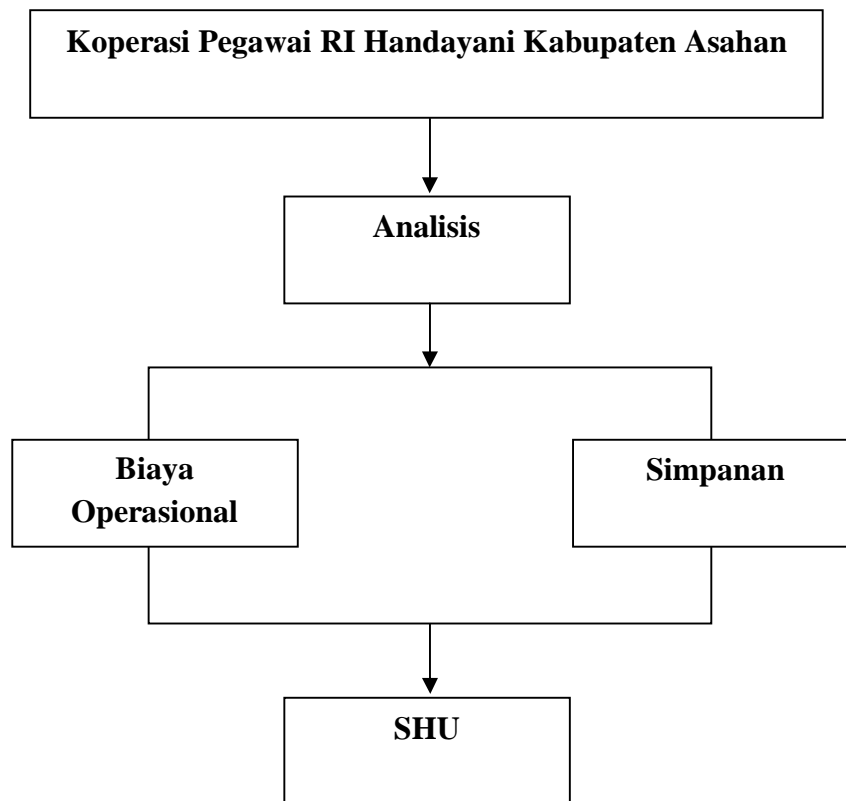 Koperasi Pegawai RI Handayani Kabupaten Asahan
Analisis
Biaya
Operasional
Simpanan
SHU